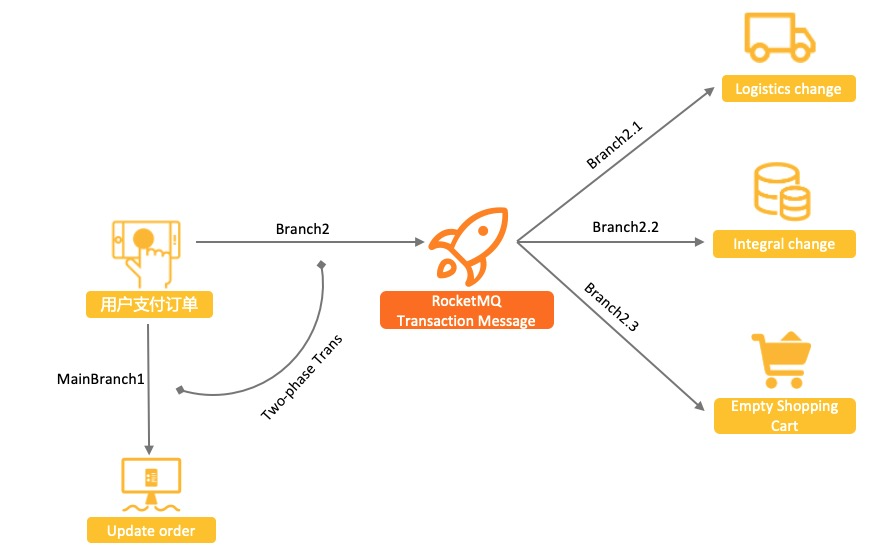 Logistics change
Branch2.1
Branch2
Branch2.2
Integral change
用户支付订单
RocketMQ
Transaction Message
Branch2.3
MainBranch1
Two-phase Trans
Empty Shopping
Cart
Update order